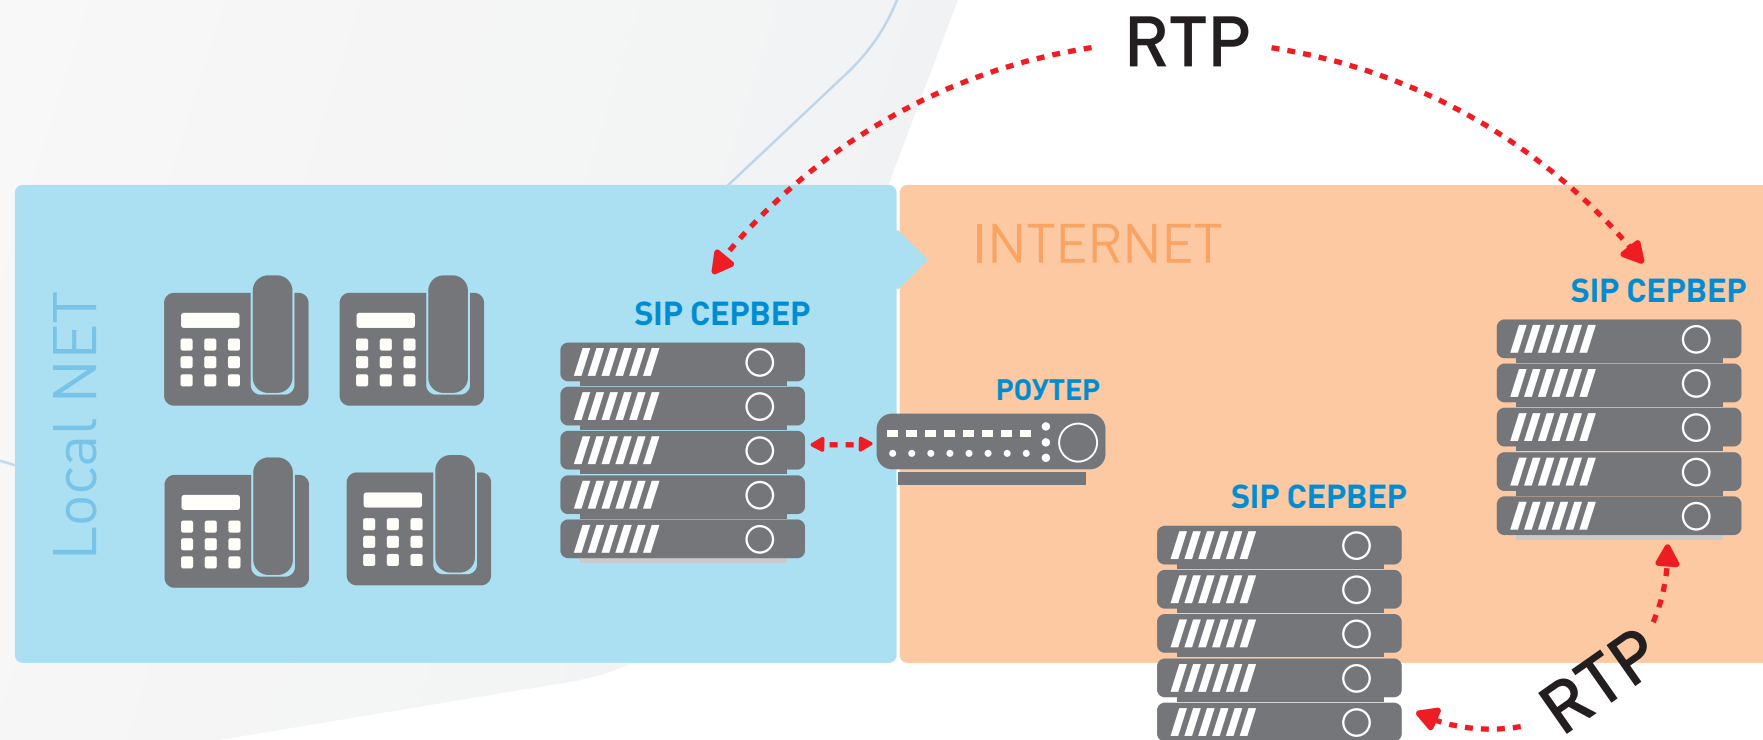 RTP
INTERNET
SIP СЕРВЕР
SIP СЕРВЕР
Local NET
РОУТЕР
SIP СЕРВЕР
RTP